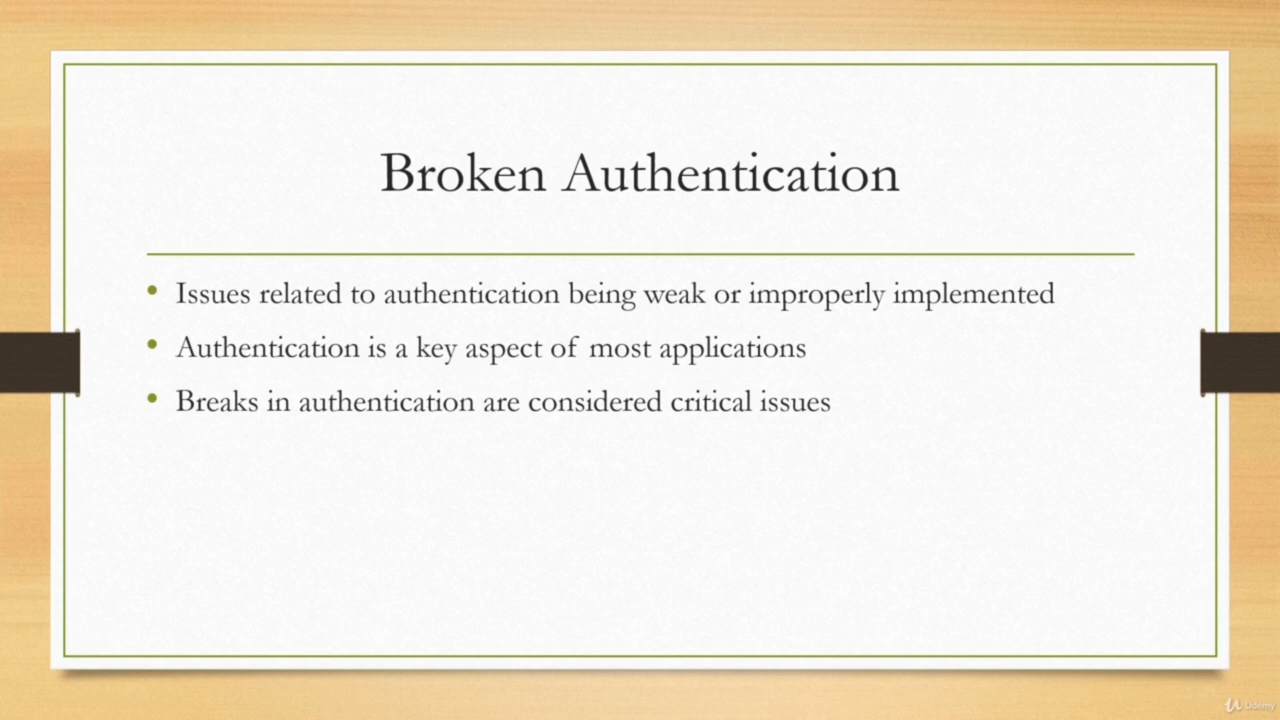 Broken Authentication
• Issues related to authentication being weak or improperly implemented
• Authentication is a key aspect of most applications
• Breaks in authentication are considered critical issues
Udemy